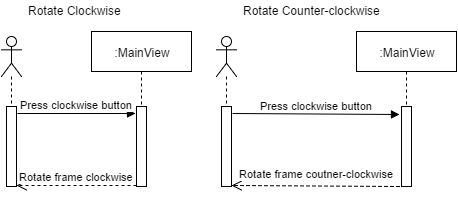 Rotate Clockwise
:MainView
Press clockwise button
Rotate frame clockwise
Rotate Counter-clockwise
:MainView
Press clockwise button
Rotate frame coutner-clockwise